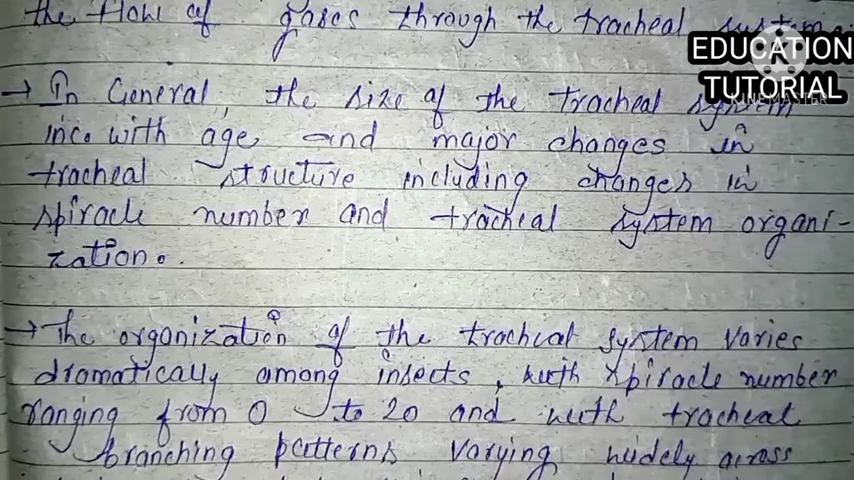 the flow of gases through the tracheal system.
EDUCATION
TUTORIAL
KINEMASTER
→ In General, the size of the tracheal system
inc. with age and major changes in
tracheal structure including changes in
spiracle number and tracheal system organi-
zation.
→ The organization of the tracheal system varies
dramatically among insects, with spiracle number
ranging from 0 to 20 and with tracheal
branching patterns varying widely across